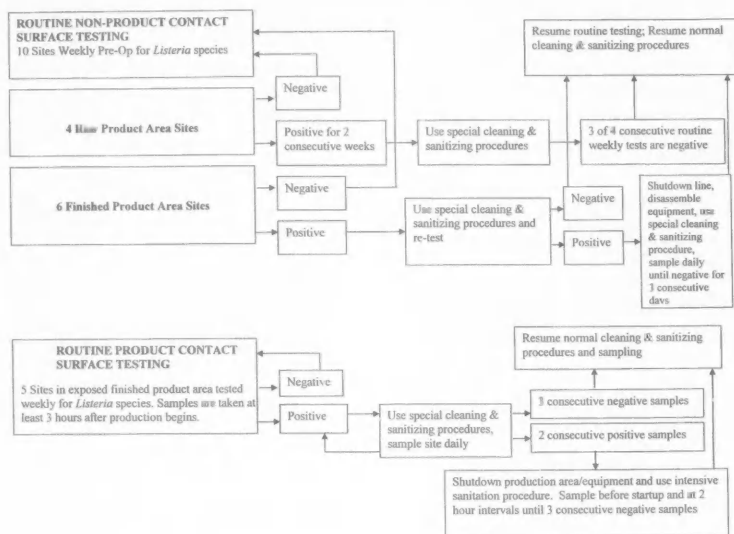 ROUTINE NON-PRODUCT CONTACT
SURFACE TESTING
10 Sites Weekly Pre-Op for Listeria species
Negative
4 Product Area Sites
Positive for 2
consecutive weeks
Use special cleaning &
sanitizing procedures
3 of 4 consecutive routine
weekly tests are negative
Resume routine testing; Resume normal
cleaning & sanitizing procedures
6 Finished Product Area Sites
Negative
Positive
Use special cleaning &
sanitizing procedures and
re-test
Negative
Positive
Shutdown line,
disassemble
equipment, use
special cleaning
& sanitizing
procedure,
sample daily
until negative for
3 consecutive
days
ROUTINE PRODUCT CONTACT
SURFACE TESTING
5 Sites in exposed finished product area tested
weekly for Listeria species. Samples are taken at
least 3 hours after production begins.
Negative
Positive
Use special cleaning &
sanitizing procedures,
sample site daily
Resume normal cleaning & sanitizing
procedures and sampling
3 consecutive negative samples
2 consecutive positive samples
Shutdown production area/equipment and use intensive
sanitation procedure. Sample before startup and at 2
hour intervals until 3 consecutive negative samples